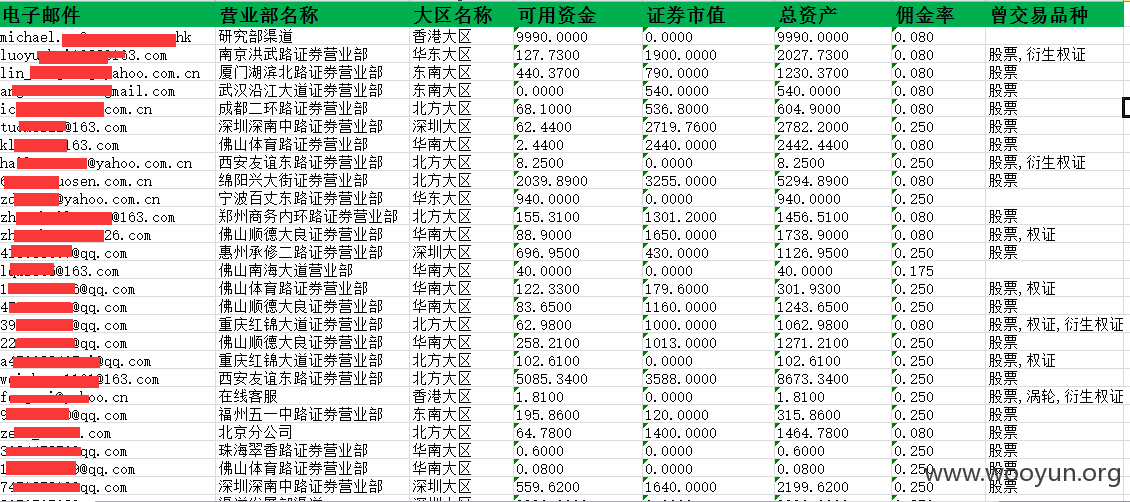 电子邮件 营业部名称 大区名称 可用资金 证券市值 总资产 佣金率 曾交易品种
michael. hk 研究部渠道 香港大区 9990.0000 0.0000 9990.0000 0.080
luoyu 163.com 南京洪武路证券营业部 华东大区 127.7300 1900.0000 2027.7300 0.080 股票,衍生权证
lin_ yahoo.com.cn 厦门湖滨北路证券营业部 东南大区 440.3700 790.0000 1230.3700 0.080 股票
an mail.com 武汉沿江大道证券营业部 东南大区 0.0000 540.0000 540.0000 0.080 股票
ic .com.cn 成都二环路证券营业部 北方大区 68.1000 536.8000 604.9000 0.080 股票
tu @163.com 深圳深南中路证券营业部 深圳大区 62.4400 2719.7600 2782.2000 0.250 股票
kl 163.com 佛山体育路证券营业部 华南大区 2.4400 2440.0000 2442.4400 0.080 股票
ha @yahoo.com.cn 西安友谊东路证券营业部 北方大区 8.2500 0.0000 8.2500 0.250 股票,衍生权证
6 uosen.com.cn 绵阳兴大街证券营业部 北方大区 2039.8900 3255.0000 5294.8900 0.080 股票
zd @yahoo.com.cn 宁波百丈东路证券营业部 华东大区 940.0000 0.0000 940.0000 0.250
zh @163.com 郑州商务内环路证券营业部 北方大区 155.3100 1301.2000 1456.5100 0.080 股票
zh 26.com 佛山顺德大良证券营业部 华南大区 88.9000 1650.0000 1738.9000 0.080 股票,权证
41 @qq.com 惠州承修二路证券营业部 深圳大区 696.9500 430.0000 1126.9500 0.250 股票
lq @163.com 佛山南海大道营业部 华南大区 40.0000 0.0000 40.0000 0.175
1 6@qq.com 佛山体育路证券营业部 华南大区 122.3300 179.6000 301.9300 0.250 股票,权证
47 @qq.com 佛山顺德大良证券营业部 华南大区 83.6500 1160.0000 1243.6500 0.250 股票
39 @qq.com 重庆红锦大道证券营业部 北方大区 62.9800 1000.0000 1062.9800 0.080 股票,权证,衍生权证
22 @qq.com 佛山顺德大良证券营业部 华南大区 258.2100 1013.0000 1271.2100 0.250 股票
a4 @qq.com 重庆红锦大道证券营业部 北方大区 102.6100 0.0000 102.6100 0.250 股票,权证
w @163.com 西安友谊东路证券营业部 北方大区 5085.3400 3588.0000 8673.3400 0.250 股票
f yahoo.cn 在线客服 香港大区 1.8100 0.0000 1.8100 0.250 股票,涡轮,衍生权证
9 @qq.com 福州五一中路证券营业部 东南大区 195.8600 120.0000 315.8600 0.250 股票
ze .com 北京分公司 北方大区 64.7800 1400.0000 1464.7800 0.080 股票
@qq.com 珠海翠香路证券营业部 华南大区 0.6000 0.0000 0.6000 0.250 股票
1 @qq.com 佛山体育路证券营业部 华南大区 0.0800 0.0000 0.0800 0.250 股票
747 @qq.com 深圳深南中路证券营业部 深圳大区 559.6200 1640.0000 2199.6200 0.250 股票
www.wooyun.org